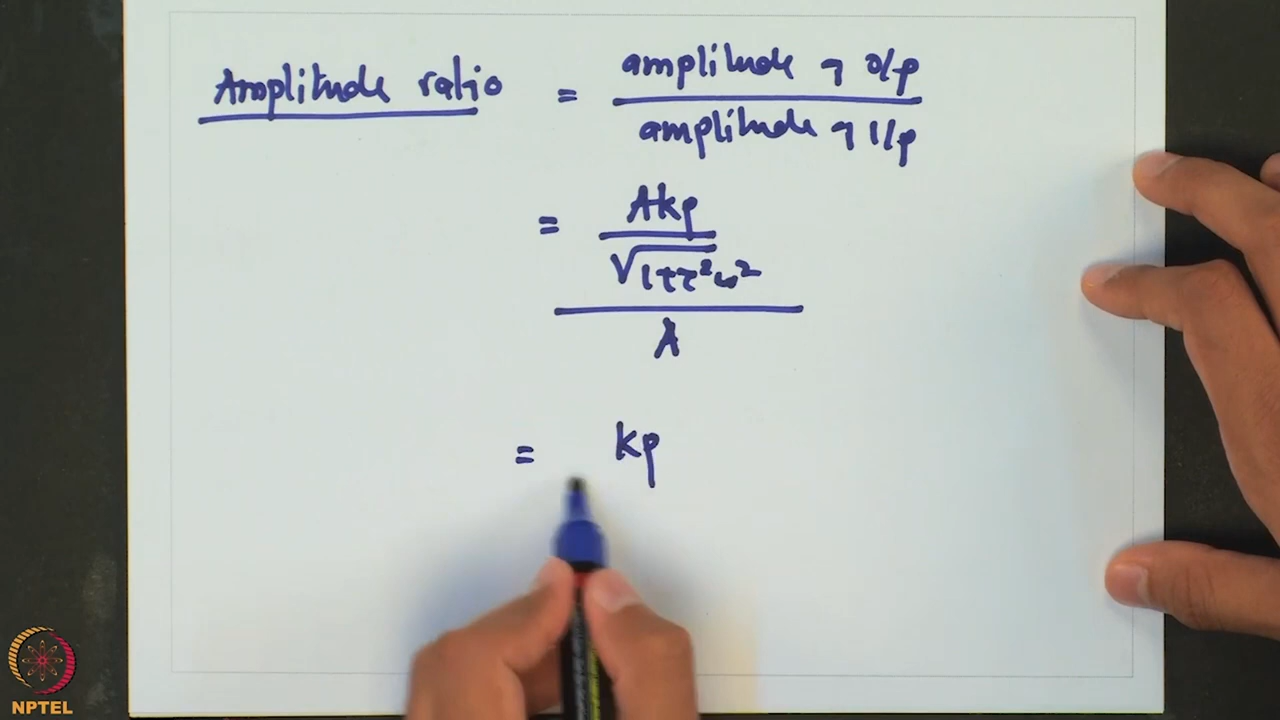 Amplitude ratio = amplitude of o/p / amplitude of i/p
= Akp / √1+τ²ω² / A
= kp
NPTEL